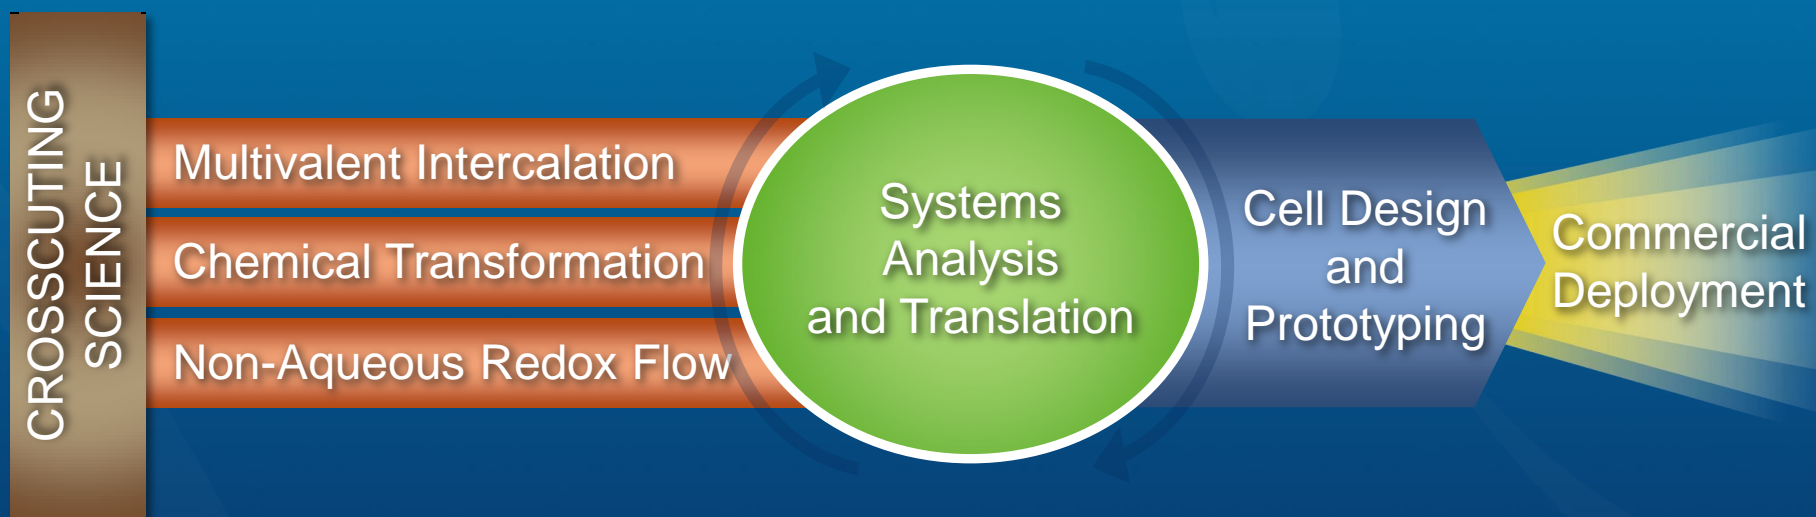 CROSSCUTING
SCIENCE
Multivalent Intercalation
Chemical Transformation
Non-Aqueous Redox Flow
Systems
Analysis
and Translation
Cell Design
and
Prototyping
Commercial
Deployment